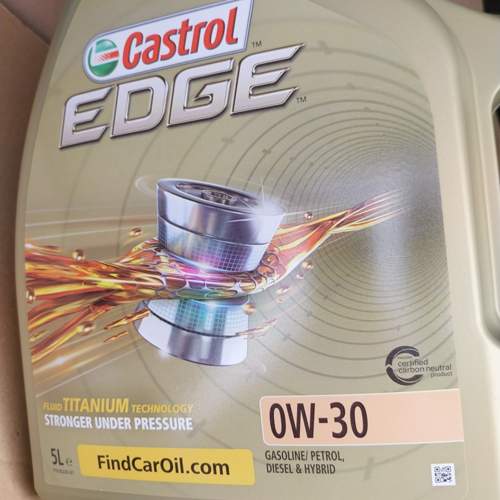 Castrol
EDGE
FLUID TITANIUM TECHNOLOGY
STRONGER UNDER PRESSURE
5L e
FindCarOil.com
certified
carbon neutral
product
0W-30
GASOLINE/ PETROL,
DIESEL & HYBRID